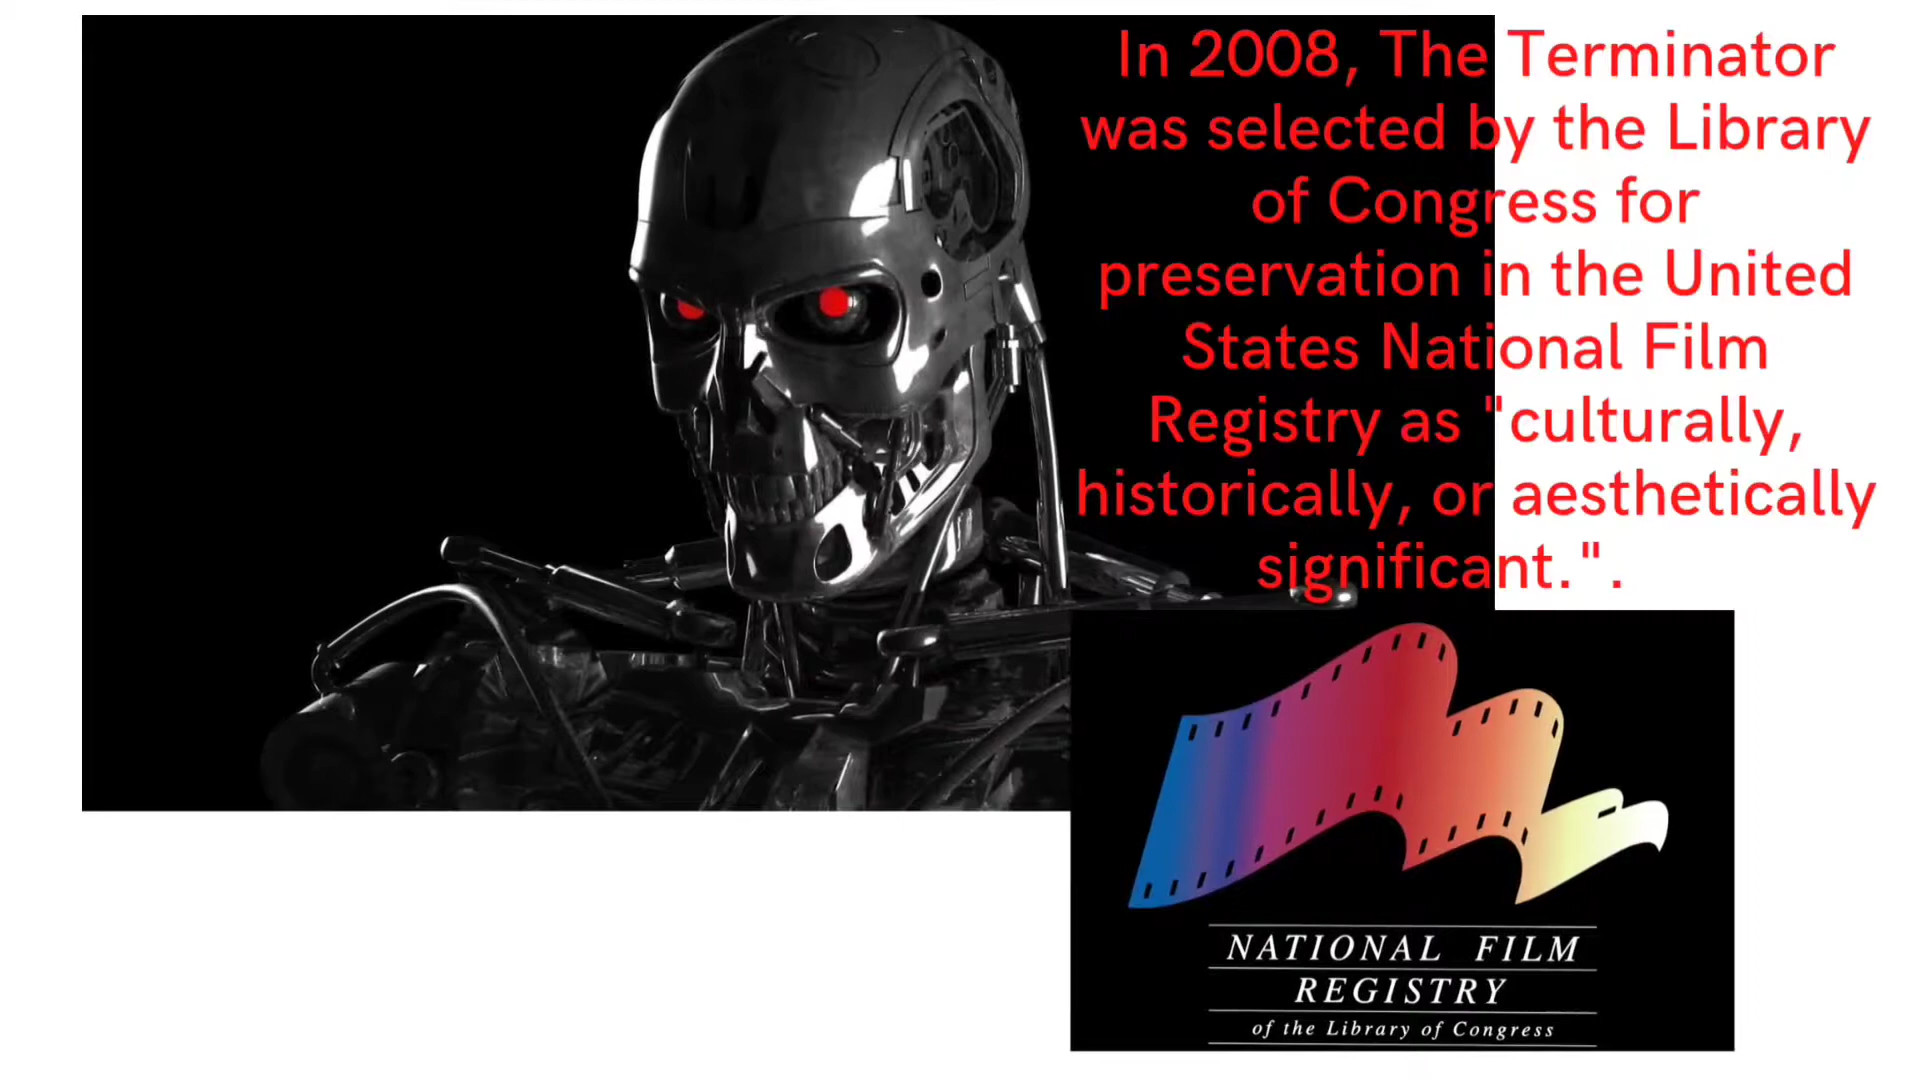 In 2008, The Terminator
was selected by the Library
of Congress for
preservation in the United
States National Film
Registry as "culturally,
historically, or aesthetically
significant.".
NATIONAL FILM
REGISTRY
of the Library of Congress